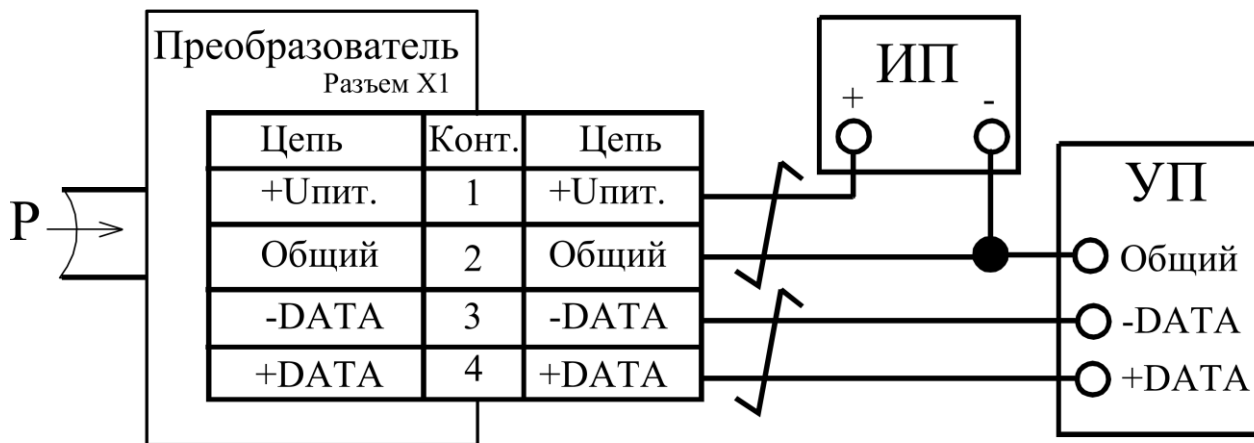 Преобразователь
Разъем X1
ИП
+ -
Цепь Конт. Цепь
+Uпит. 1 +Uпит.
Общий 2 Общий
-DATA 3 -DATA
+DATA 4 +DATA
P
УП
Общий
-DATA
+DATA